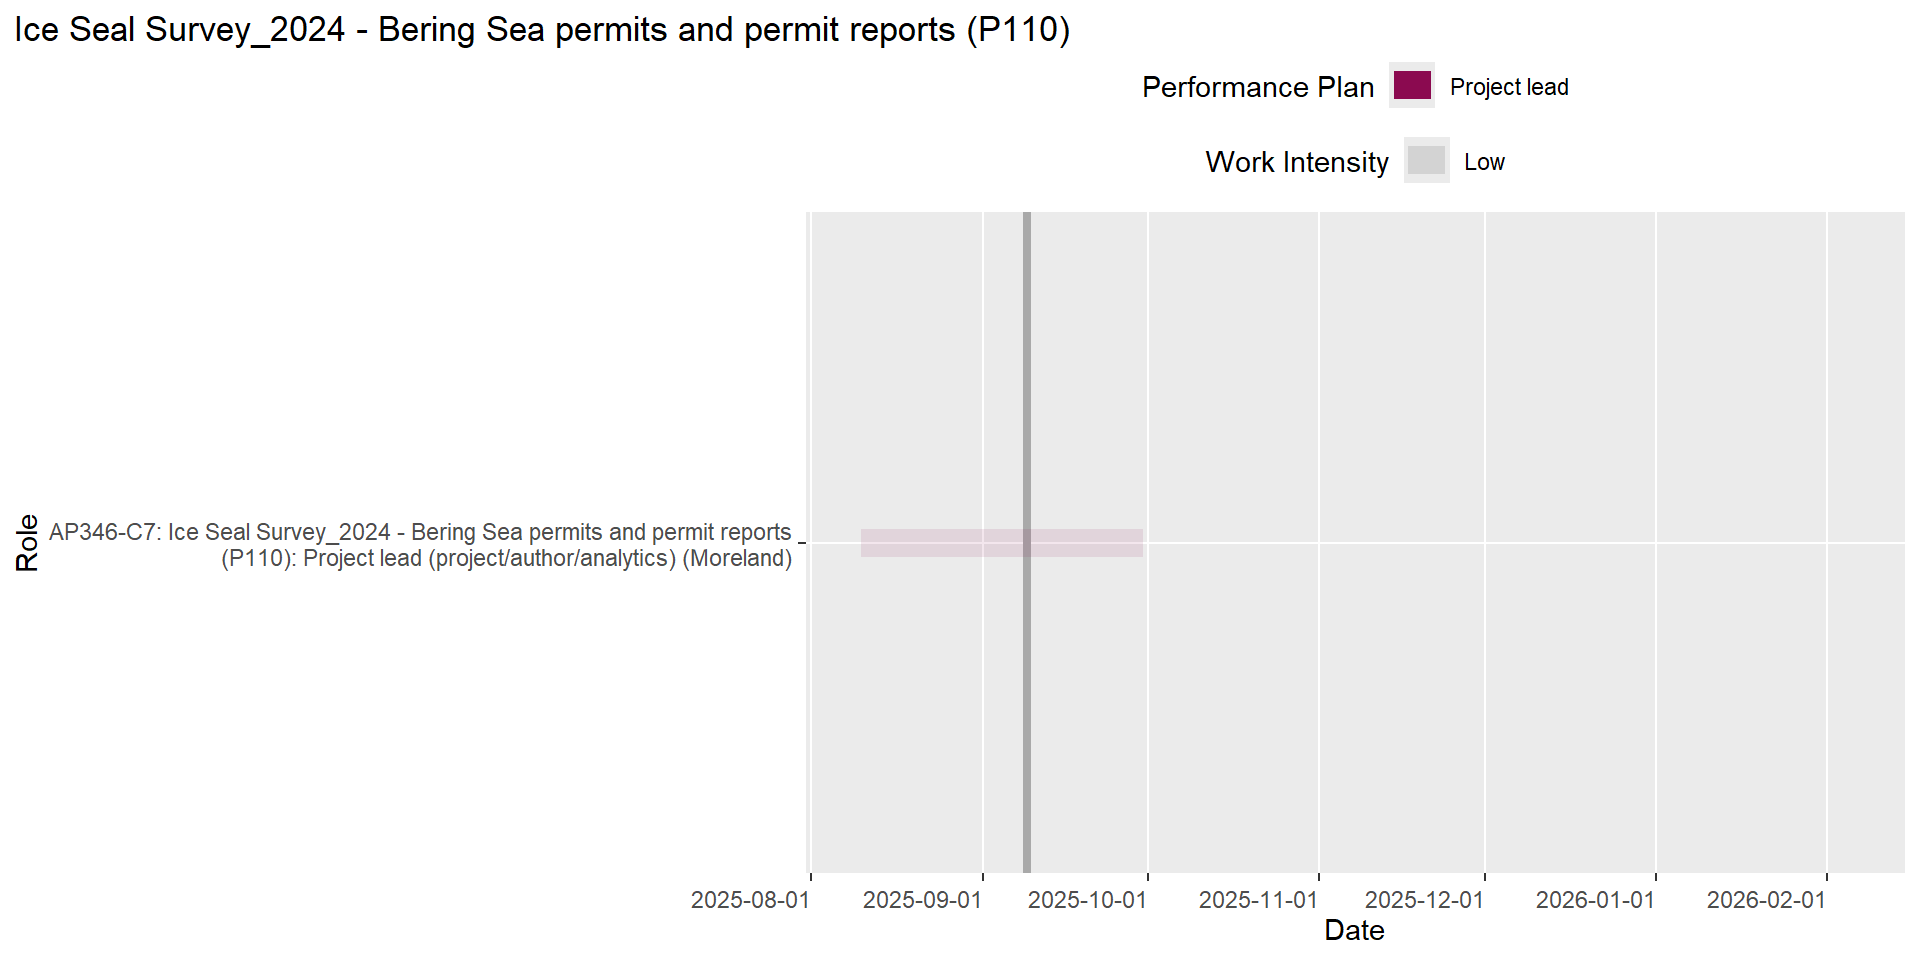 Ice Seal Survey_2024 - Bering Sea permits and permit reports (P110)
Performance Plan Project lead
Work Intensity Low
Role
AP346-C7: Ice Seal Survey_2024 - Bering Sea permits and permit reports
(P110): Project lead (project/author/analytics) (Moreland)
2025-08-01 2025-09-01 2025-10-01 2025-11-01 2025-12-01 2026-01-01 2026-02-01
Date